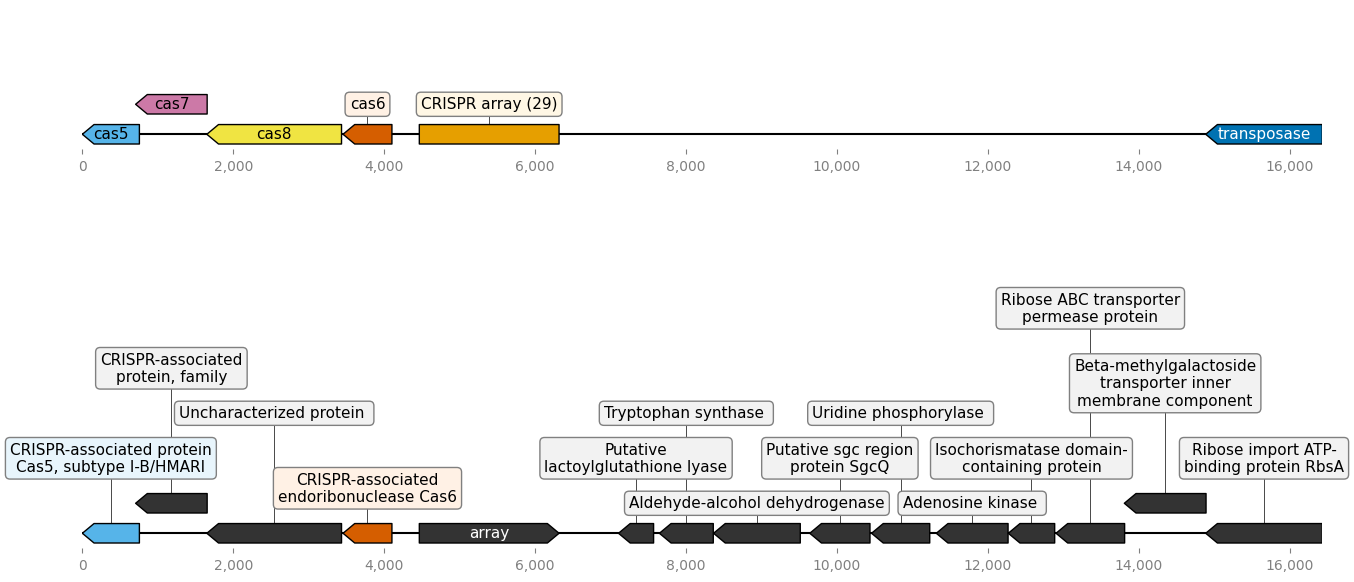 cas7
cas6
CRISPR array (29)
cas5
cas8
transposase
0
2,000
4,000
6,000
8,000
10,000
12,000
14,000
16,000
Ribose ABC transporter
permease protein
CRISPR-associated
protein, family
Beta-methylgalactoside
transporter inner
membrane component
Uncharacterized protein
Tryptophan synthase
Uridine phosphorylase
CRISPR-associated protein
Cas5, subtype I-B/HMARI
Putative
lactoylglutathione lyase
Putative sgc region
protein SgcQ
Isochorismatase domain-
containing protein
Ribose import ATP-
binding protein RbsA
CRISPR-associated
endoribonuclease Cas6
Aldehyde-alcohol dehydrogenase
Adenosine kinase
array
0
2,000
4,000
6,000
8,000
10,000
12,000
14,000
16,000